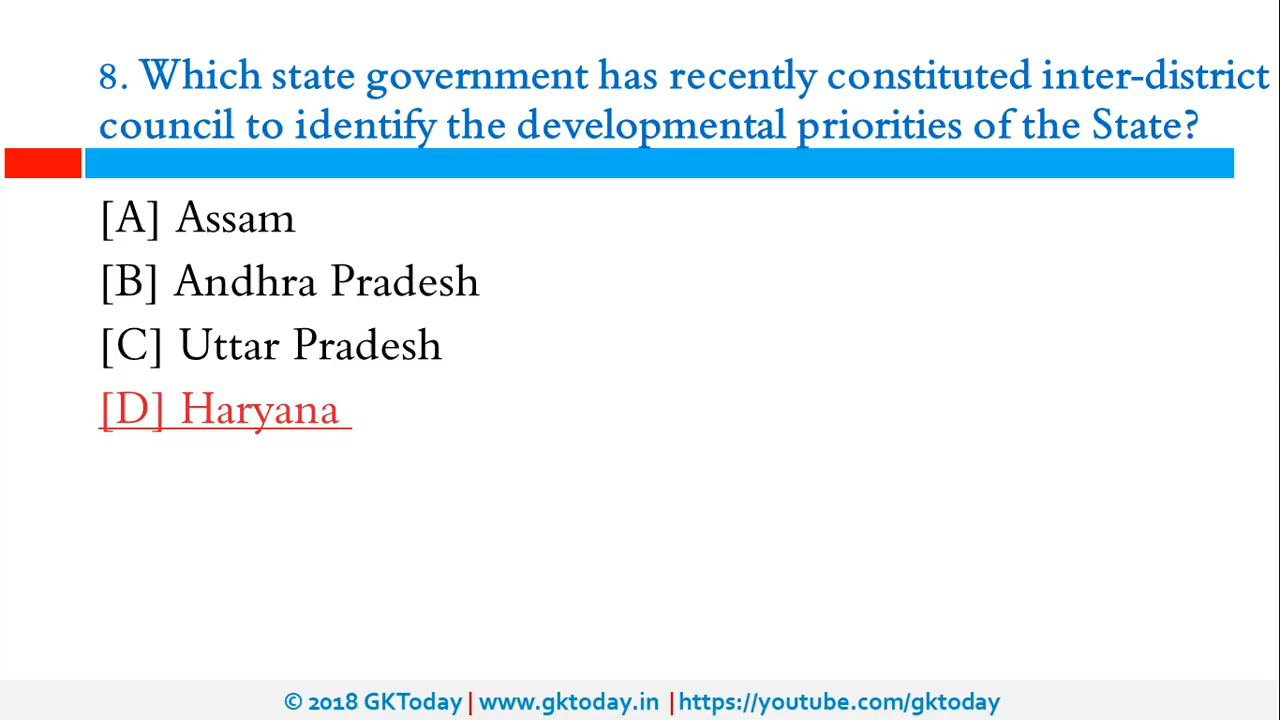 8. Which state government has recently constituted inter-district
council to identify the developmental priorities of the State?
[A] Assam
[B] Andhra Pradesh
[C] Uttar Pradesh
[D] Haryana
© 2018 GKToday | www.gktoday.in | https://youtube.com/gktoday